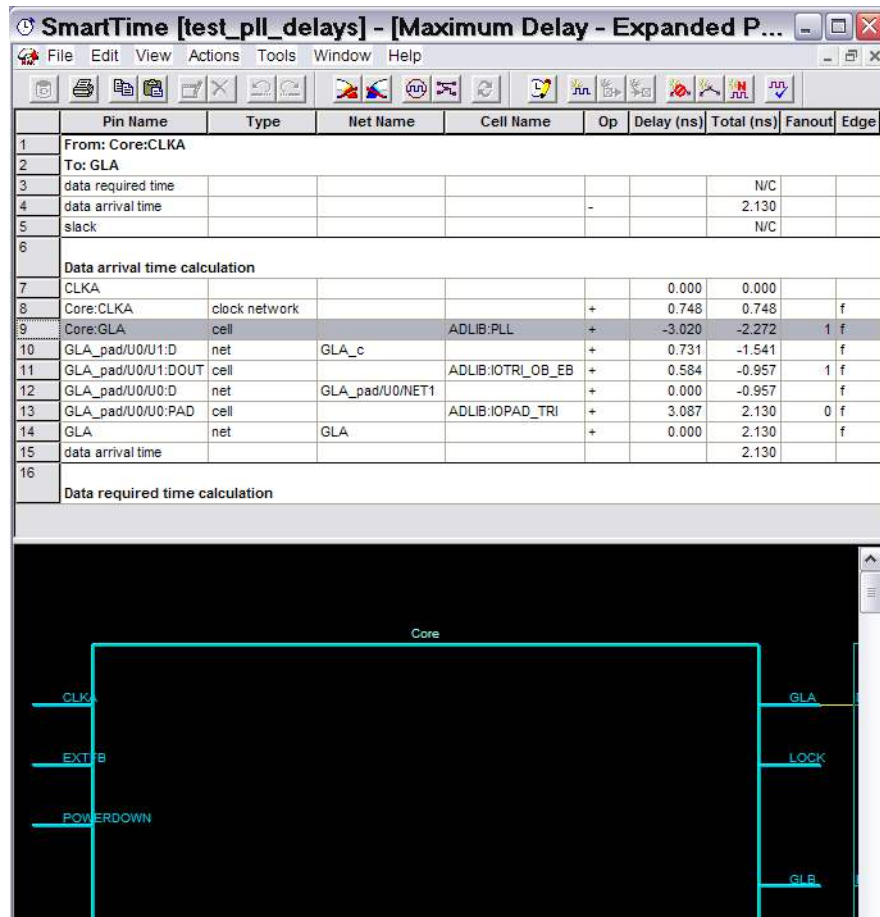 SmartTime [test_pll_delays] - [Maximum Delay - Expanded P...
File Edit View Actions Tools Window Help
Pin Name Type Net Name Cell Name Op Delay (ns) Total (ns) Fanout Edge
1 From: Core:CLKA
2 To: GLA
3 data required time N/C
4 data arrival time - 2.130
5 slack N/C
6
Data arrival time calculation
7 CLKA 0.000 0.000
8 Core:CLKA clock network + 0.748 0.748 f
9 Core:GLA cell ADLIB:PLL + -3.020 -2.272 1 f
10 GLA_pad/U0/U1:D net GLA_c + 0.731 -1.541 f
11 GLA_pad/U0/U1:DOUT cell ADLIB:IOTRI_OB_EB + 0.584 -0.957 1 f
12 GLA_pad/U0/U0:D net GLA_pad/U0/NET1 + 0.000 -0.957 f
13 GLA_pad/U0/U0:PAD cell ADLIB:IOPAD_TRI + 3.087 2.130 0 f
14 GLA net GLA + 0.000 2.130 f
15 data arrival time 2.130
16
Data required time calculation
Core
CLKA GLA
EXTFB LOCK
POWERDOWN
GLB